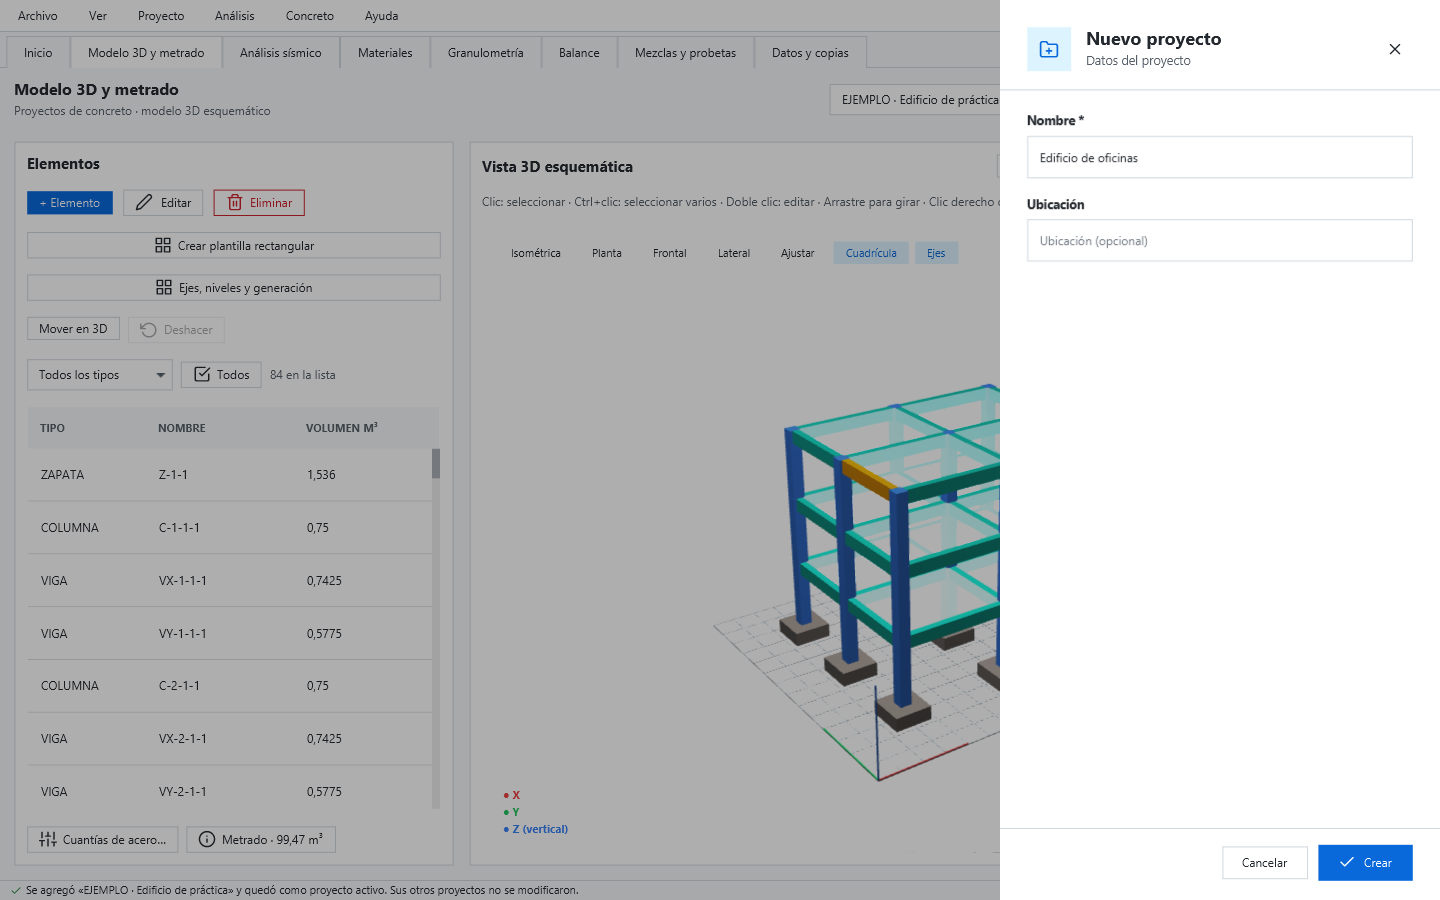 Archivo Ver Proyecto Análisis Concreto Ayuda
Inicio Modelo 3D y metrado Análisis sísmico Materiales Granulometría Balance Mezclas y probetas Datos y copias
Modelo 3D y metrado
Proyectos de concreto · modelo 3D esquemático
EJEMPLO · Edificio de práctica
Elementos
+ Elemento Editar Eliminar
Crear plantilla rectangular
Ejes, niveles y generación
Mover en 3D Deshacer
Todos los tipos Todos 84 en la lista
TIPO NOMBRE VOLUMEN M³
ZAPATA Z-1-1 1,536
COLUMNA C-1-1-1 0,75
VIGA VX-1-1-1 0,7425
VIGA VY-1-1-1 0,5775
COLUMNA C-2-1-1 0,75
VIGA VX-2-1-1 0,7425
VIGA VY-2-1-1 0,5775
Cuantías de acero... Metrado · 99,47 m³
Vista 3D esquemática
Clic: seleccionar · Ctrl+clic: seleccionar varios · Doble clic: editar · Arrastre para girar · Clic derecho
Isométrica Planta Frontal Lateral Ajustar Cuadrícula Ejes
X
Y
Z (vertical)
Se agregó «EJEMPLO · Edificio de práctica» y quedó como proyecto activo. Sus otros proyectos no se modificaron.
Nuevo proyecto
Datos del proyecto
Nombre *
Edificio de oficinas
Ubicación
Ubicación (opcional)
Cancelar Crear